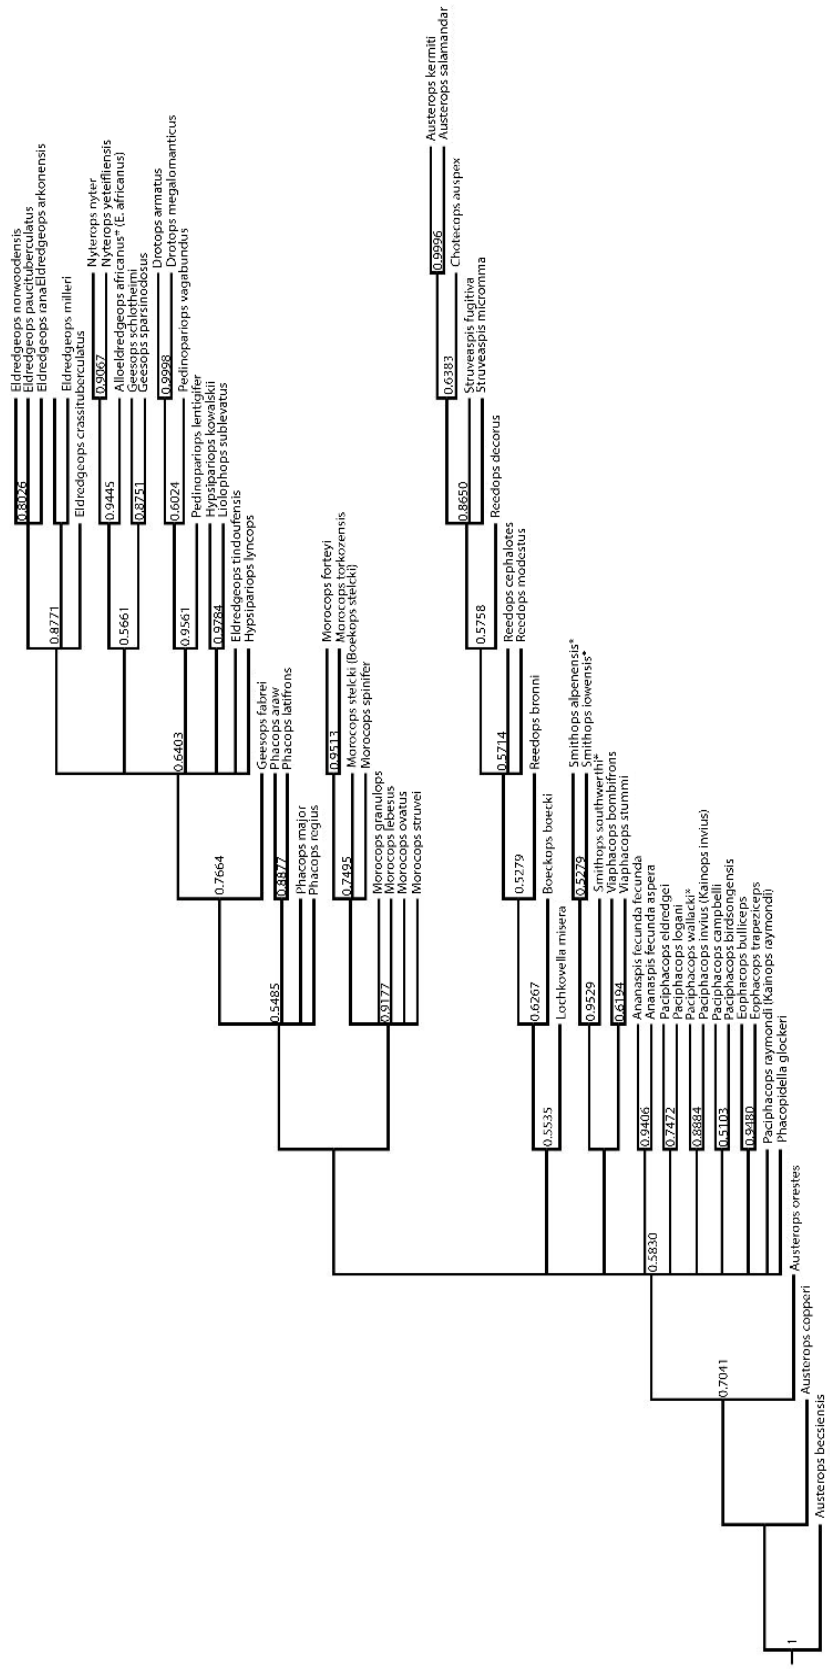 Eldredgeops norwoodensis
Eldredgeops paucituberculatus
Eldredgeops rana
Eldredgeops arkonensis
0.8026
Eldredgeops milleri
Eldredgeops crassituberculatus
0.8771
Nyterops nyter
Nyterops yeteifliensis
0.9067
Alloeldredgeops africanus* (E. africanus)
0.9445
Geesops schlotheimi
Geesops sparsinodosus
0.8751
0.5661
Drotops armatus
Drotops megalomanticus
0.9998
Pedinopariops vagabundus
0.6024
Pedinopariops lentigifer
0.9561
Hypsipariops kowalskii
Liolophops sublevatus
0.9784
Eldredgeops tindoufensis
Hypsipariops lyncops
0.6403
Geesops fabrei
0.7664
Phacops araw
Phacops latifrons
0.8877
Phacops major
Phacops regius
0.5485
Morocops forteyi
Morocops torkozensis
0.9513
Morocops stelcki (Boekops stelcki)
Morocops spinifer
0.7495
Morocops granulops
Morocops lebesus
Morocops ovatus
Morocops struvei
0.9177
Austerops kermiti
Austerops salamandar
0.9996
Chotecops auspex
0.6383
Struveaspis fugitiva
Struveaspis micromma
0.8650
Reedops decorus
0.5758
Reedops cephalotes
Reedops modestus
0.5714
Reedops bronni
0.5279
Boeckops boecki
0.6267
Lochkovella misera
0.5535
Smithops alpenensis*
Smithops iowensis*
0.5279
Smithops southwerthi*
0.9529
Viaphacops bombifrons
Viaphacops stummi
0.6194
Ananaspis fecunda fecunda
Ananaspis fecunda aspera
0.9406
Paciphacops eldredgei
Paciphacops logani
0.7472
Paciphacops wallacki*
Paciphacops invius (Kainops invius)
0.8884
Paciphacops campbelli
Paciphacops birdsongensis
0.5103
Eophacops bulliceps
Eophacops trapeziceps
0.9480
Paciphacops raymondi (Kainops raymondi)
Phacopidella glockeri
0.5830
Austerops orestes
0.7041
Austerops copperi
Austerops becsiensis
1